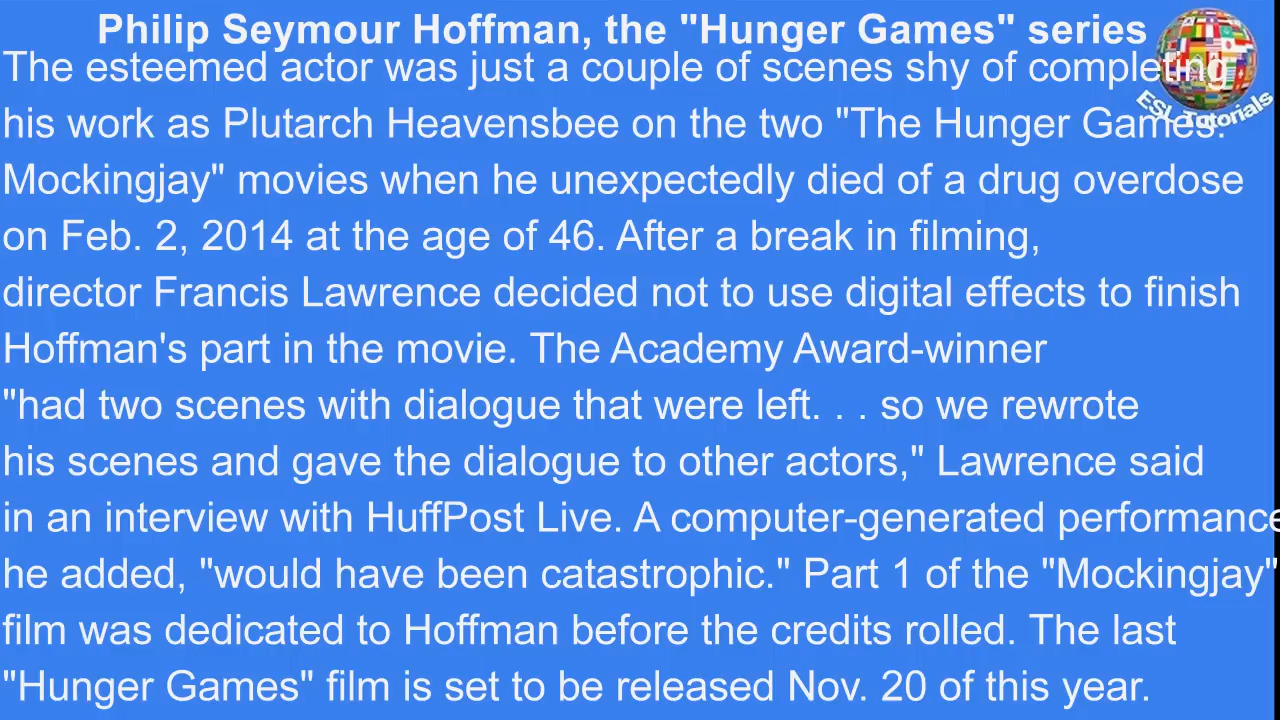 Philip Seymour Hoffman, the "Hunger Games" series
The esteemed actor was just a couple of scenes shy of completing
his work as Plutarch Heavensbee on the two "The Hunger Games:
Mockingjay" movies when he unexpectedly died of a drug overdose
on Feb. 2, 2014 at the age of 46. After a break in filming,
director Francis Lawrence decided not to use digital effects to finish
Hoffman's part in the movie. The Academy Award-winner
"had two scenes with dialogue that were left. . . so we rewrote
his scenes and gave the dialogue to other actors," Lawrence said
in an interview with HuffPost Live. A computer-generated performance
he added, "would have been catastrophic." Part 1 of the "Mockingjay"
film was dedicated to Hoffman before the credits rolled. The last
"Hunger Games" film is set to be released Nov. 20 of this year.
ESL Tutorials